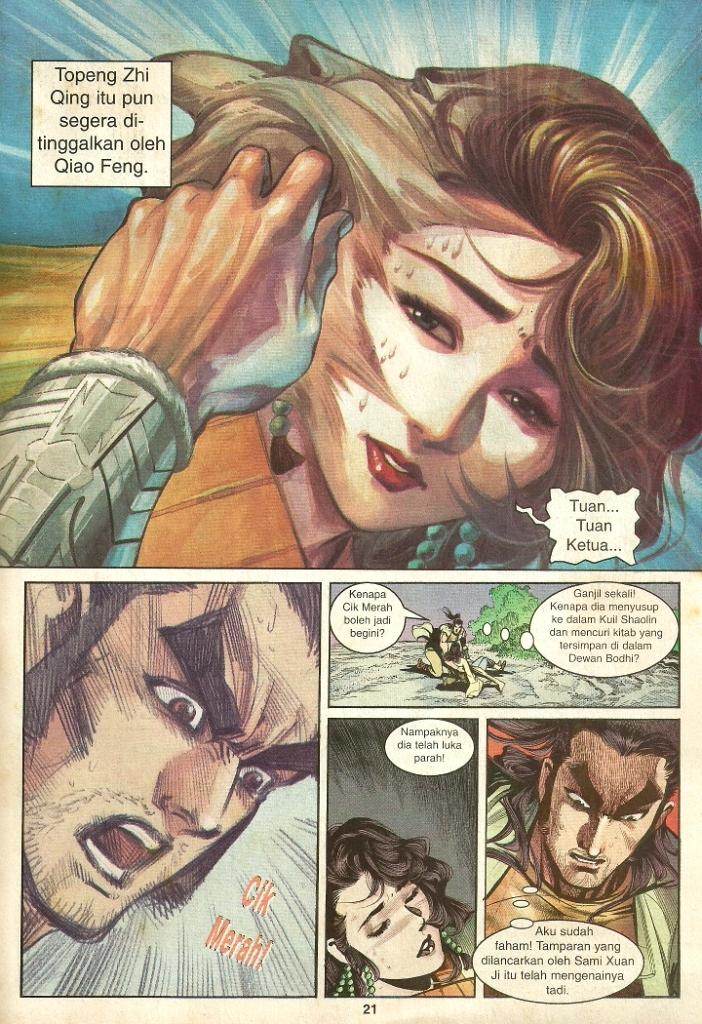 Topeng Zhi
Qing itu pun
segera di-
tinggalkan oleh
Qiao Feng.
Tuan...
Tuan
Ketua...
Cik
Merah!
Kenapa
Cik Merah
boleh jadi
begini?
Ganjil sekali!
Kenapa dia menyusup
ke dalam Kuil Shaolin
dan mencuri kitab yang
tersimpan di dalam
Dewan Bodhi?
Nampaknya
dia telah luka
parah!
Aku sudah
faham! Tamparan yang
dilancarkan oleh Sami Xuan
Ji itu telah mengenainya
tadi.
21